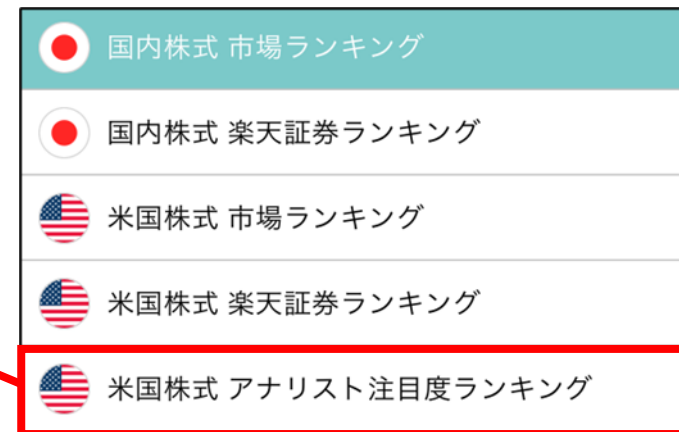 国内株式 市場ランキング
国内株式 楽天証券ランキング
米国株式 市場ランキング
米国株式 楽天証券ランキング
米国株式 アナリスト注目度ランキング